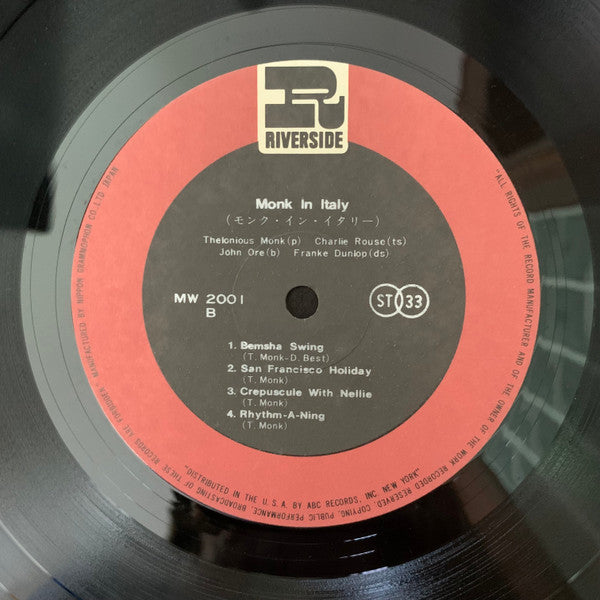 R
RIVERSIDE
Monk In Italy
(モンク・イン・イタリー)
Thelonious Monk(p) Charlie Rouse(ts)
John Ore(b) Franke Dunlop(ds)
MW 2001
B
ST 33
1. Bemsha Swing
(T. Monk-D. Best)
2. San Francisco Holiday
(T. Monk)
3. Crepuscule With Nellie
(T. Monk)
4. Rhythm-A-Ning
(T. Monk)
"ALL RIGHTS OF THE RECORD MANUFACTURER AND OF THE OWNER OF THE WORK RECORDED RESERVED. COPYING, PUBLIC PERFORMANCE, BROADCASTING OF THESE RECORDS ARE FORBIDDEN • MANUFACTURED BY NIPPON GRAMMOPHON CO., LTD. JAPAN
"DISTRIBUTED IN THE U. S. A. BY ABC RECORDS, INC. NEW YORK"